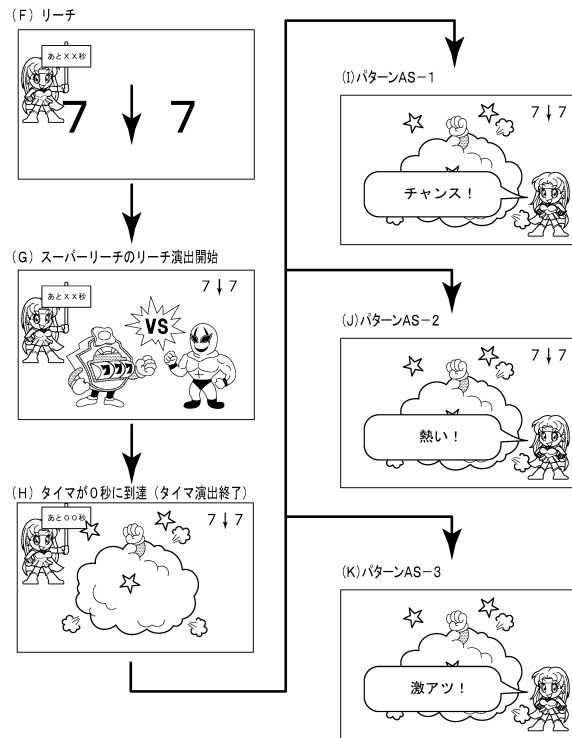 (F) リーチ
あとXX秒
7 ↓ 7
(G) スーパーリーチのリーチ演出開始
あとXX秒
7↓7
VS
777
(H) タイマが0秒に到達 (タイマ演出終了)
あと00秒
7↓7
(I)パターンAS−1
7↓7
チャンス！
(J)パターンAS−2
7↓7
熱い！
(K)パターンAS−3
7↓7
激アツ！